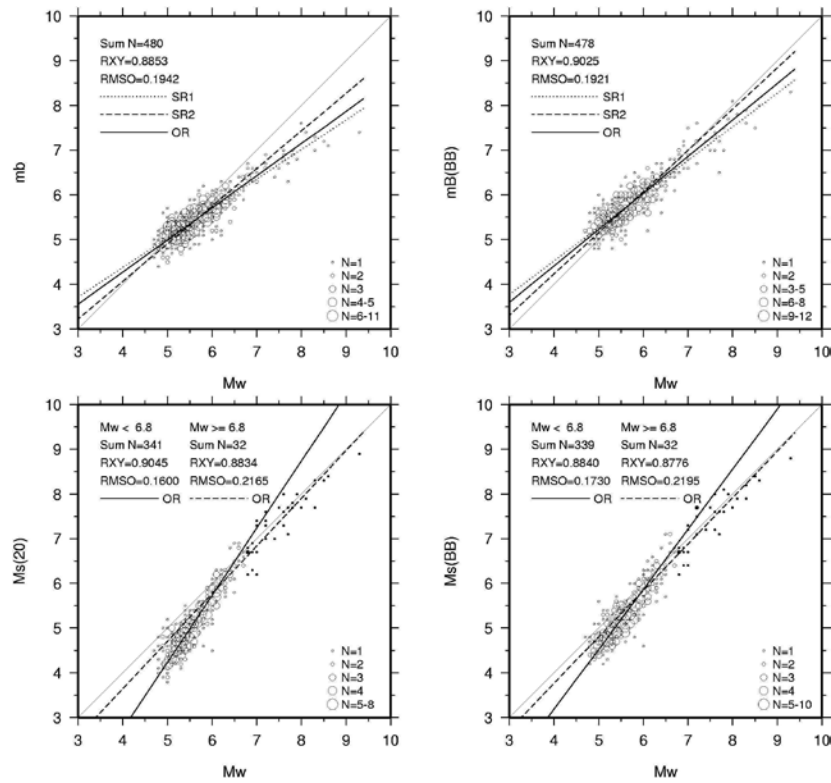 Sum N=480
RXY=0.8853
RMSO=0.1942
SR1
SR2
OR
N=1
N=2
N=3
N=4-5
N=6-11
10
9
8
7
6
5
4
3
3 4 5 6 7 8 9 10
mb
Mw
Sum N=478
RXY=0.9025
RMSO=0.1921
SR1
SR2
OR
N=1
N=2
N=3-5
N=6-8
N=9-12
10
9
8
7
6
5
4
3
3 4 5 6 7 8 9 10
mB(BB)
Mw
Mw < 6.8 Mw >= 6.8
Sum N=341 Sum N=32
RXY=0.9045 RXY=0.8834
RMSO=0.1600 RMSO=0.2165
OR OR
N=1
N=2
N=3
N=4
N=5-8
10
9
8
7
6
5
4
3
3 4 5 6 7 8 9 10
Ms(20)
Mw
Mw < 6.8 Mw >= 6.8
Sum N=339 Sum N=32
RXY=0.8840 RXY=0.8776
RMSO=0.1730 RMSO=0.2195
OR OR
N=1
N=2
N=3
N=4
N=5-10
10
9
8
7
6
5
4
3
3 4 5 6 7 8 9 10
Ms(BB)
Mw